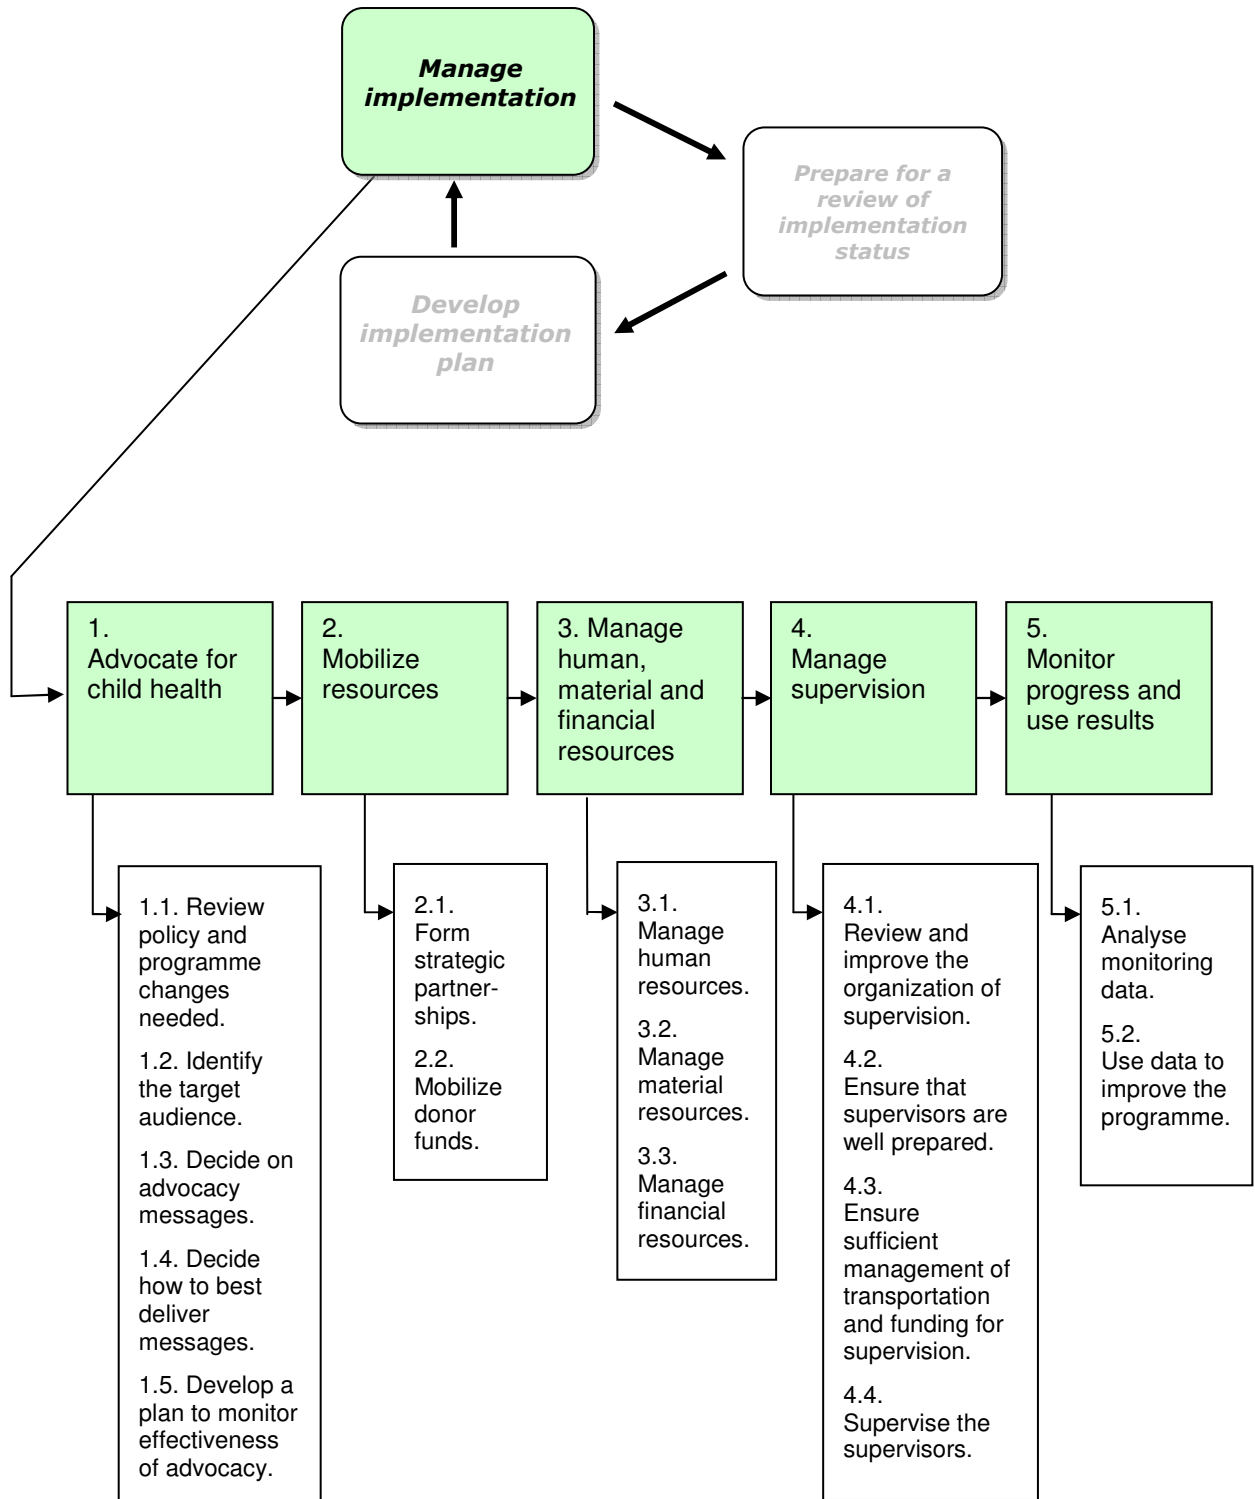 Manage
implementation
Prepare for a
review of
implementation
status
Develop
implementation
plan
1.
Advocate for
child health
2.
Mobilize
resources
3. Manage
human,
material and
financial
resources
4.
Manage
supervision
5.
Monitor
progress and
use results
1.1. Review
policy and
programme
changes
needed.
1.2. Identify
the target
audience.
1.3. Decide on
advocacy
messages.
1.4. Decide
how to best
deliver
messages.
1.5. Develop a
plan to monitor
effectiveness
of advocacy.
2.1.
Form
strategic
partner-
ships.
2.2.
Mobilize
donor
funds.
3.1.
Manage
human
resources.
3.2.
Manage
material
resources.
3.3.
Manage
financial
resources.
4.1.
Review and
improve the
organization of
supervision.
4.2.
Ensure that
supervisors are
well prepared.
4.3.
Ensure
sufficient
management of
transportation
and funding for
supervision.
4.4.
Supervise the
supervisors.
5.1.
Analyse
monitoring
data.
5.2.
Use data to
improve the
programme.